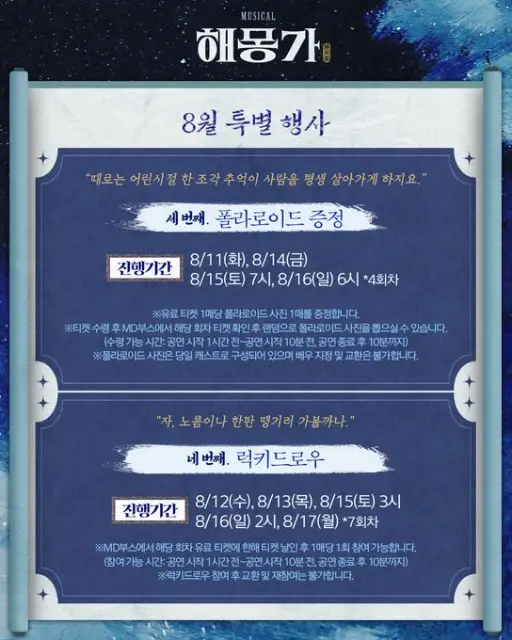 MUSICAL
해몽가
8월 특별 행사
"때로는 어린시절 한 조각 추억이 사람을 평생 살아가게 하지요."
세 번째. 폴라로이드 증정
진행기간
8/11(화), 8/14(금)
8/15(토) 7시, 8/16(일) 6시 *4회차
※유료 티켓 1매당 폴라로이드 사진 1매를 증정합니다.
※티켓 수령 후 MD부스에서 해당 회차 티켓 확인 후 랜덤으로 폴라로이드 사진을 뽑으실 수 있습니다.
(수령 가능 시간: 공연 시작 1시간 전~공연 시작 10분 전, 공연 종료 후 10분까지)
※폴라로이드 사진은 당일 캐스트로 구성되어 있으며 배우 지정 및 교환은 불가합니다.
"자, 노름이나 한판 땡기러 가볼까나."
네 번째. 럭키드로우
진행기간
8/12(수), 8/13(목), 8/15(토) 3시
8/16(일) 2시, 8/17(월) *7회차
※MD부스에서 해당 회차 유료 티켓에 한해 티켓 날인 후 1매당 1회 참여 가능합니다.
(참여 가능 시간: 공연 시작 1시간 전~공연 시작 10분 전, 공연 종료 후 10분까지)
※럭키드로우 참여 후 교환 및 재참여는 불가합니다.